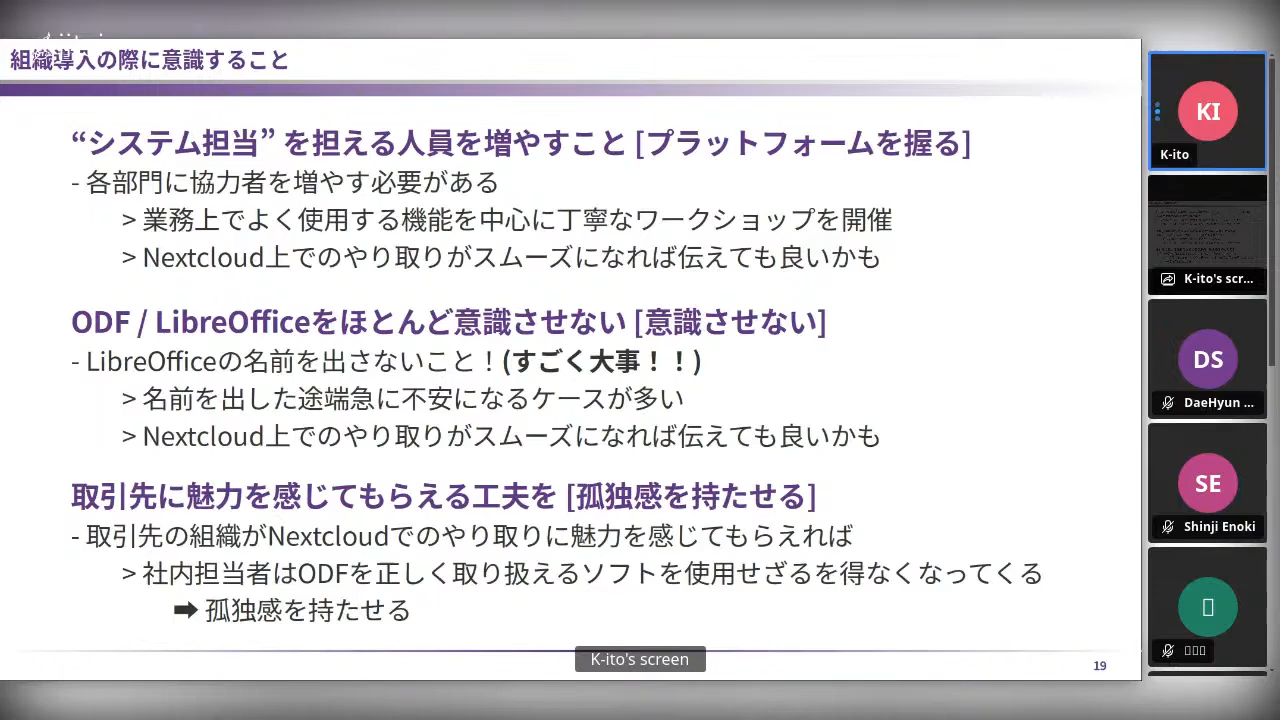 組織導入の際に意識すること
“システム担当” を担える人員を増やすこと [プラットフォームを握る]
- 各部門に協力者を増やす必要がある
> 業務上でよく使用する機能を中心に丁寧なワークショップを開催
> Nextcloud上でのやり取りがスムーズになれば伝えても良いかも
ODF / LibreOfficeをほとんど意識させない [意識させない]
- LibreOfficeの名前を出さないこと！(すごく大事！！)
> 名前を出した途端急に不安になるケースが多い
> Nextcloud上でのやり取りがスムーズになれば伝えても良いかも
取引先に魅力を感じてもらえる工夫を [孤独感を持たせる]
- 取引先の組織がNextcloudでのやり取りに魅力を感じてもらえれば
> 社内担当者はODFを正しく取り扱えるソフトを使用せざるを得なくなってくる
➡ 孤独感を持たせる
K-ito's screen
19
KI
K-ito
K-ito's scr...
DS
DaeHyun ...
SE
Shinji Enoki